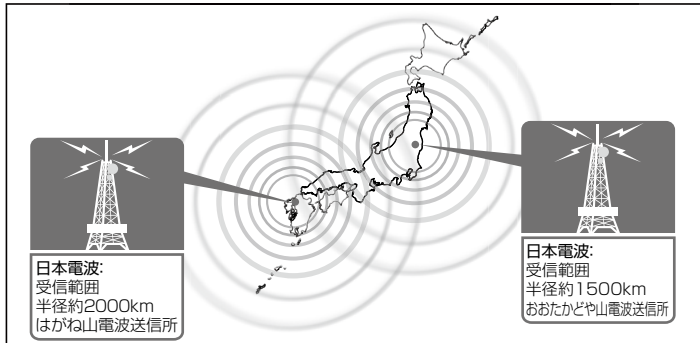 日本電波:
受信範囲
半径約2000km
はがね山電波送信所
日本電波:
受信範囲
半径約1500km
おおたかどや山電波送信所